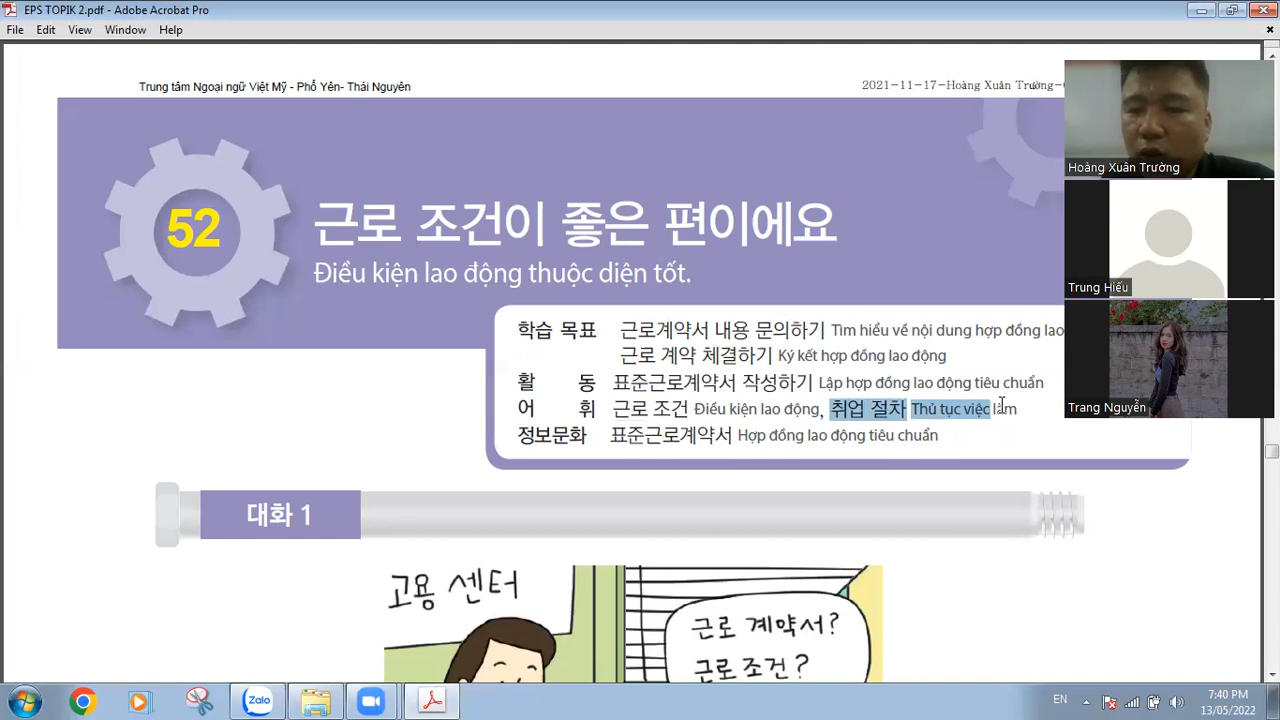 EPS TOPIK 2.pdf - Adobe Acrobat Pro
File Edit View Window Help
Trung tâm Ngoại ngữ Việt Mỹ - Phổ Yên- Thái Nguyên
2021-11-17-Hoàng Xuân Trường-
52
근로 조건이 좋은 편이에요
Điều kiện lao động thuộc diện tốt.
학습 목표 근로계약서 내용 문의하기 Tìm hiểu về nội dung hợp đồng lao
근로 계약 체결하기 Ký kết hợp đồng lao động
활 동 표준근로계약서 작성하기 Lập hợp đồng lao động tiêu chuẩn
어 휘 근로 조건 Điều kiện lao động, 취업 절차 Thủ tục việc làm
정보문화 표준근로계약서 Hợp đồng lao động tiêu chuẩn
대화 1
고용 센터
근로 계약서?
근로 조건?
Hoàng Xuân Trường
Trung Hiếu
Trang Nguyễn
Zalo
EN
7:40 PM
13/05/2022